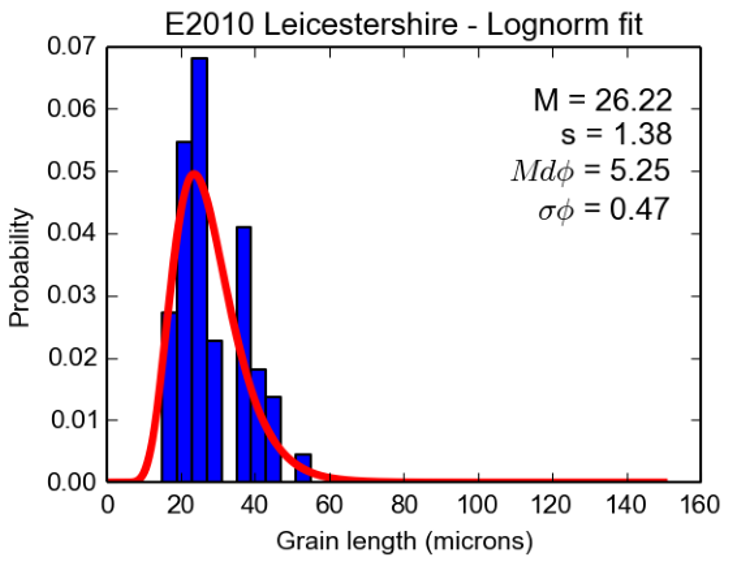 E2010 Leicestershire - Lognorm fit
0.07
0.06
0.05
0.04
0.03
0.02
0.01
0.00
Probability
M = 26.22
s = 1.38
Mdϕ = 5.25
σϕ = 0.47
0 20 40 60 80 100 120 140 160
Grain length (microns)